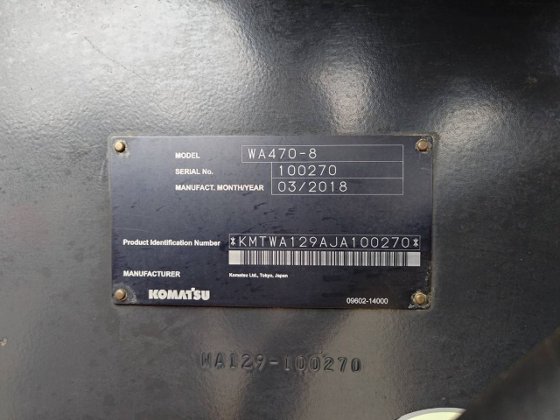 MODEL WA470-8
SERIAL No. 100270
MANUFACT. MONTH/YEAR 03/2018
Product Identification Number *KMTWA129AJA100270*
MANUFACTURER Komatsu Ltd., Tokyo, Japan
KOMATSU 09602-14000
WA129-100270